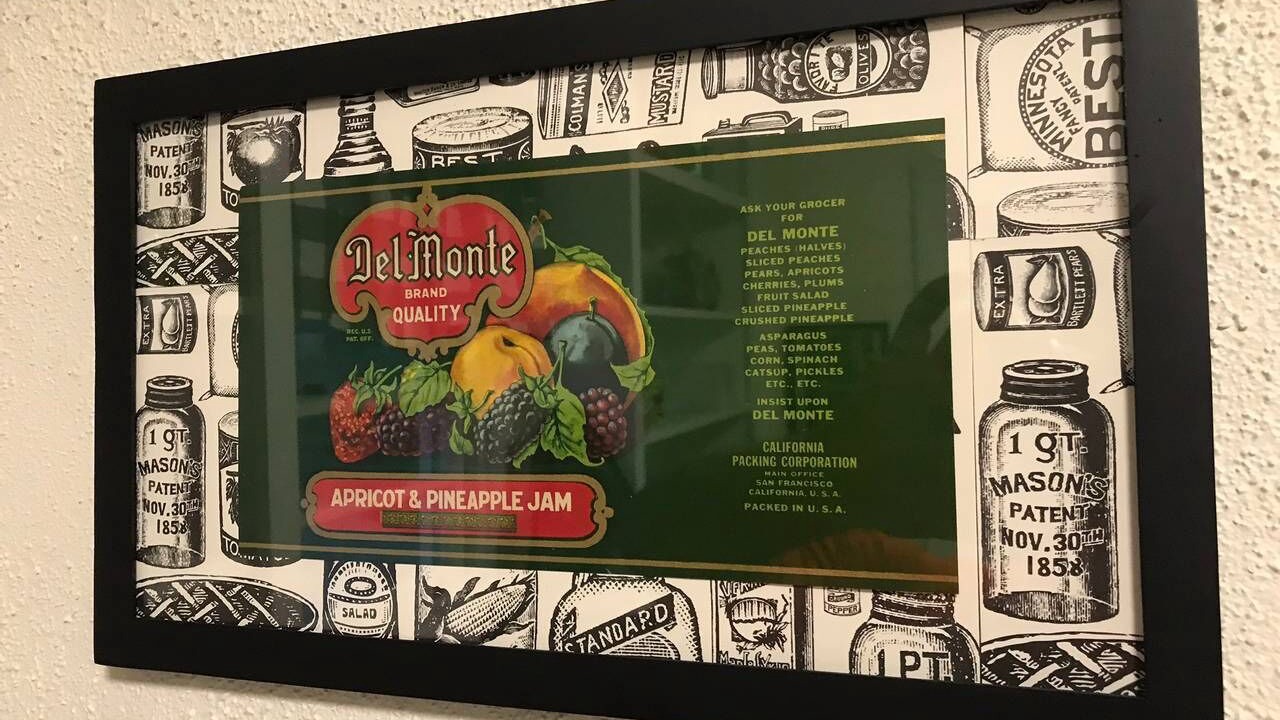 Del Monte
BRAND
QUALITY
REG. U.S.
PAT. OFF.
APRICOT & PINEAPPLE JAM
ASK YOUR GROCER
FOR
DEL MONTE
PEACHES (HALVES)
SLICED PEACHES
PEARS, APRICOTS
CHERRIES, PLUMS
FRUIT SALAD
SLICED PINEAPPLE
CRUSHED PINEAPPLE
ASPARAGUS
PEAS, TOMATOES
CORN, SPINACH
CATSUP, PICKLES
ETC., ETC.
INSIST UPON
DEL MONTE
CALIFORNIA
PACKING CORPORATION
MAIN OFFICE
SAN FRANCISCO
CALIFORNIA, U.S.A.
PACKED IN U.S.A.
MASON'S
PATENT
NOV. 30TH
1858
BEST
COLMAN'S
MUSTARD
OLIVES
MINNESOTA
FANCY PATENT
BEST
EXTRA
BARTLETT PEARS
EXTRA
BARTLETT PEARS
1 QT.
MASON'S
PATENT
NOV. 30TH
1858
1 QT.
MASON'S
PATENT
NOV. 30TH
1858
SALAD
STANDARD
PEPPER
1 PT.